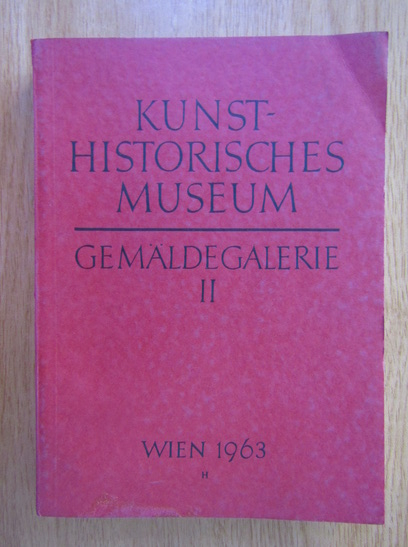 KUNST-
HISTORISCHES
MUSEUM
GEMÄLDEGALERIE
II
WIEN 1963
H